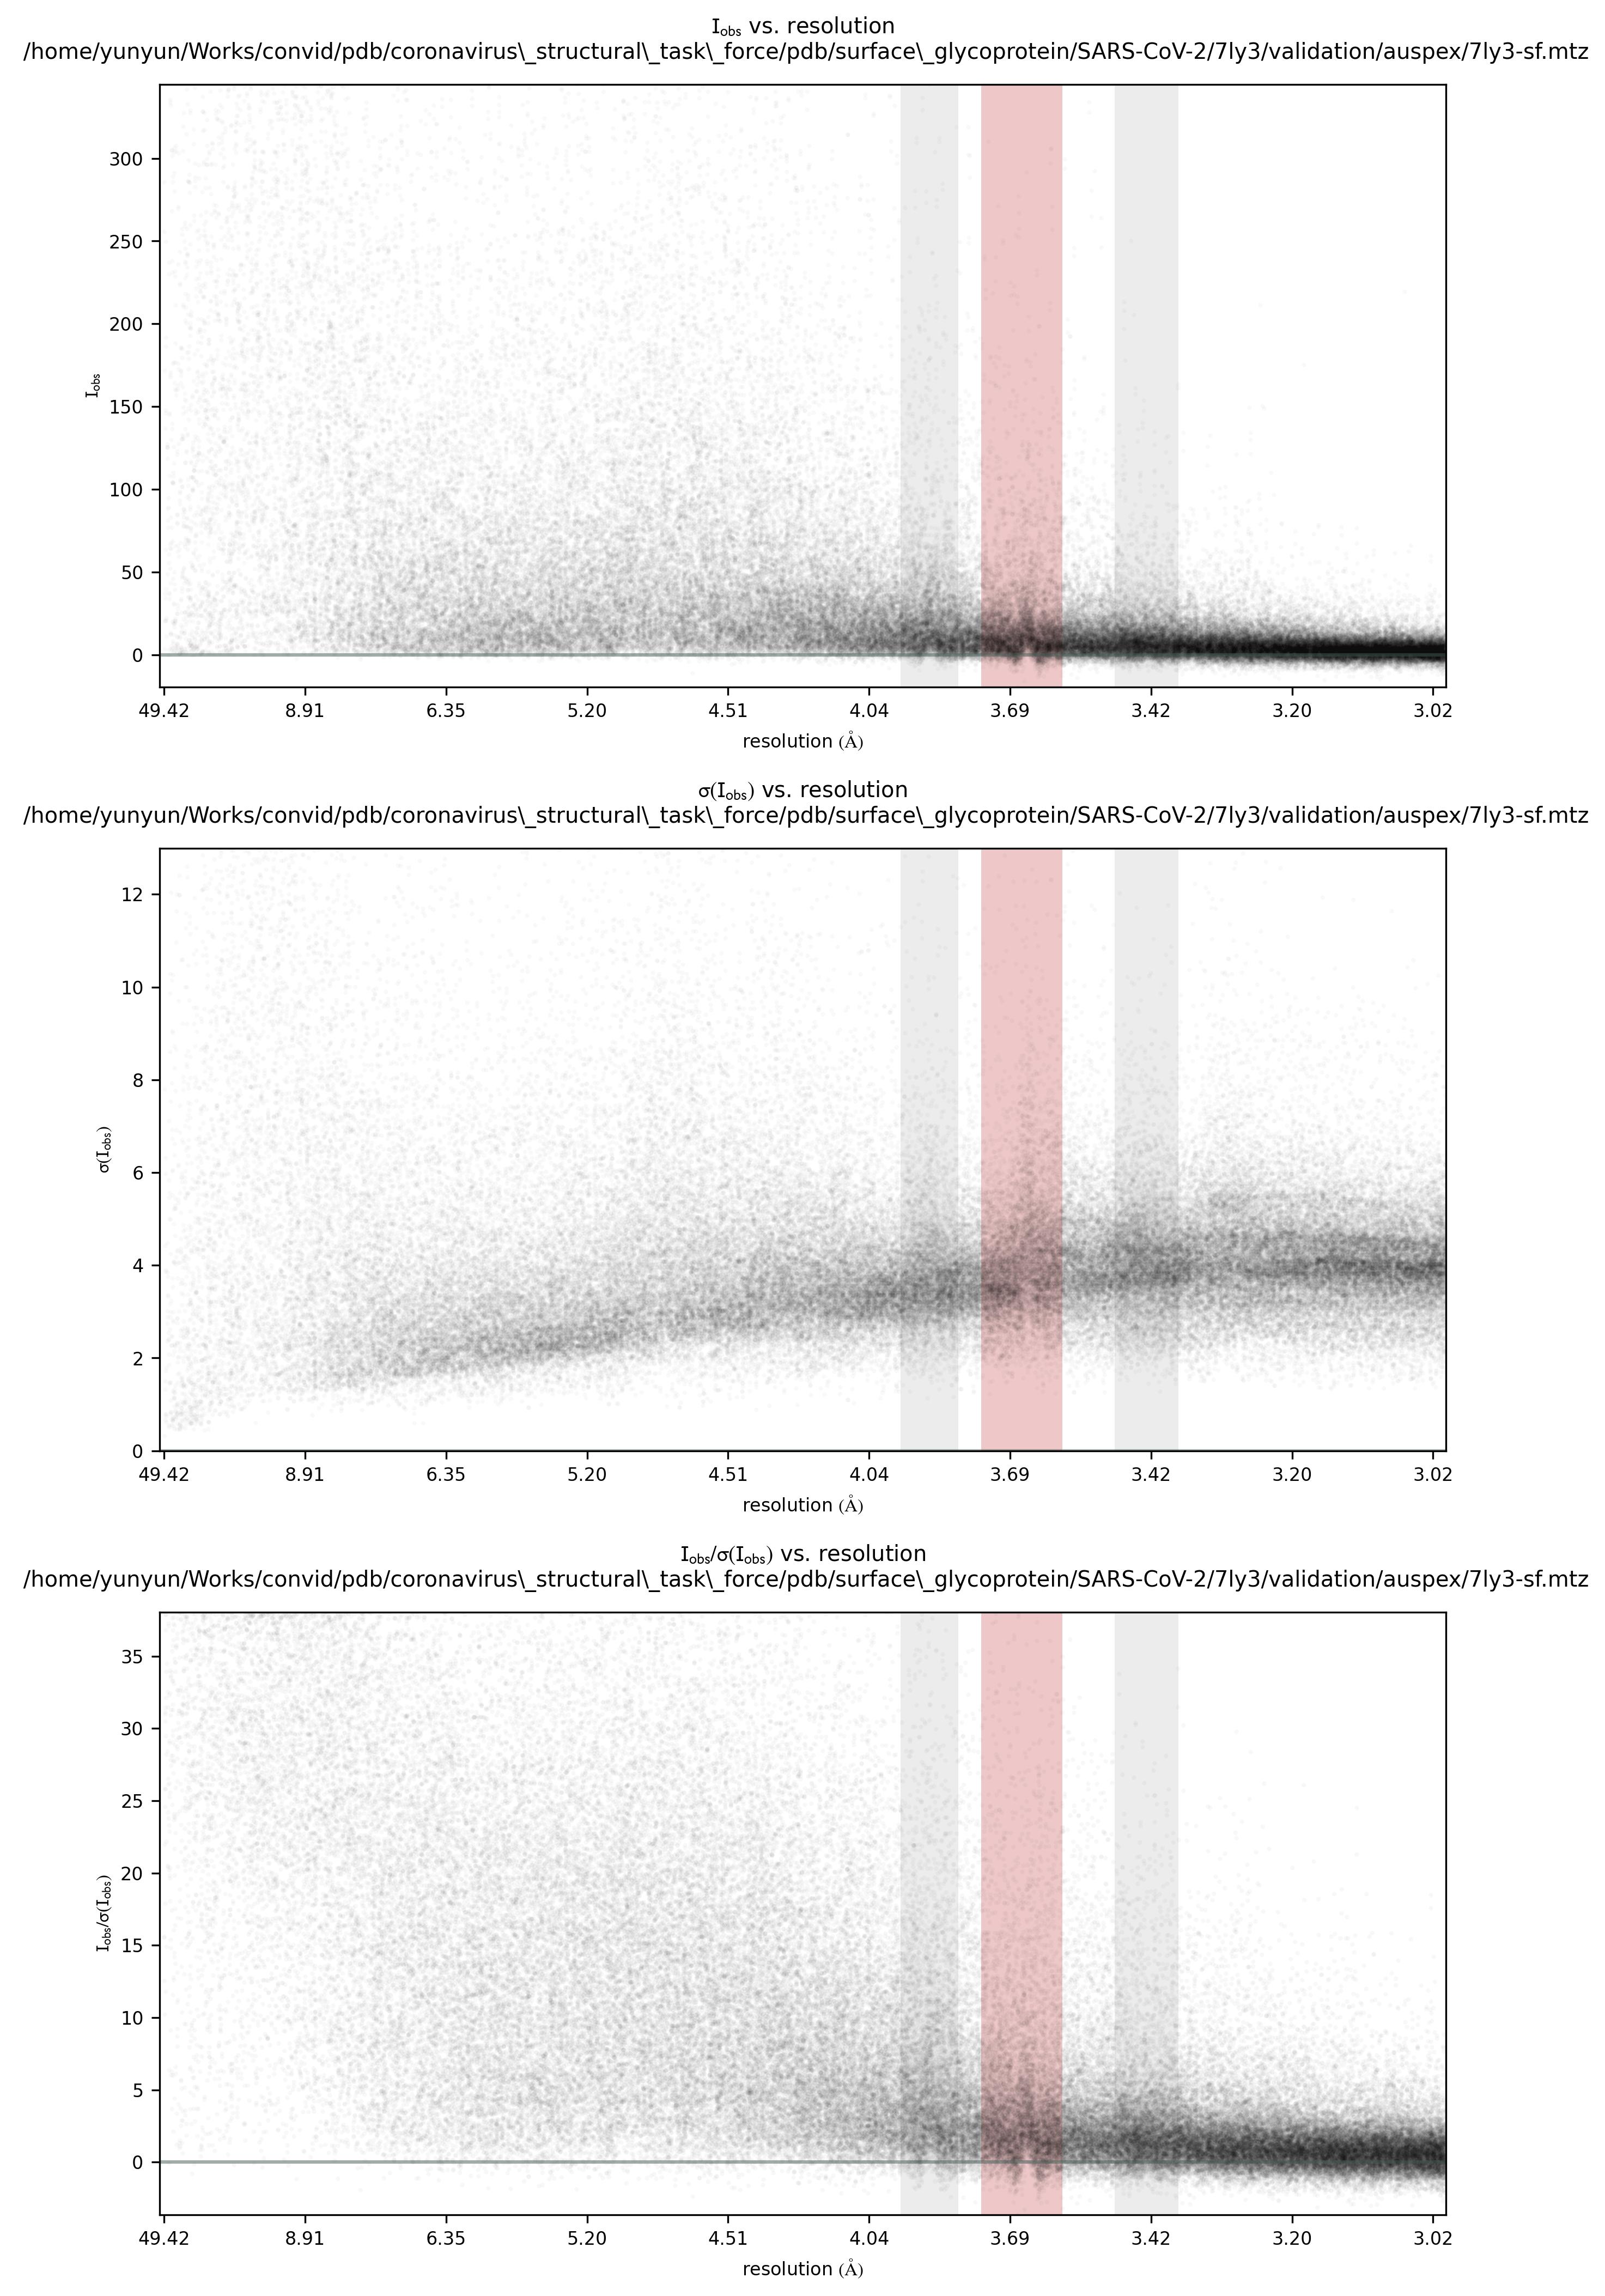 I_obs vs. resolution
/home/yunyun/Works/convid/pdb/coronavirus\_structural\_task\_force/pdb/surface\_glycoprotein/SARS-CoV-2/7ly3/validation/auspex/7ly3-sf.mtz
300
250
200
150
100
50
0
I_obs
49.42 8.91 6.35 5.20 4.51 4.04 3.69 3.42 3.20 3.02
resolution (Å)
σ(I_obs) vs. resolution
/home/yunyun/Works/convid/pdb/coronavirus\_structural\_task\_force/pdb/surface\_glycoprotein/SARS-CoV-2/7ly3/validation/auspex/7ly3-sf.mtz
12
10
8
6
4
2
0
σ(I_obs)
49.42 8.91 6.35 5.20 4.51 4.04 3.69 3.42 3.20 3.02
resolution (Å)
I_obs/σ(I_obs) vs. resolution
/home/yunyun/Works/convid/pdb/coronavirus\_structural\_task\_force/pdb/surface\_glycoprotein/SARS-CoV-2/7ly3/validation/auspex/7ly3-sf.mtz
35
30
25
20
15
10
5
0
I_obs/σ(I_obs)
49.42 8.91 6.35 5.20 4.51 4.04 3.69 3.42 3.20 3.02
resolution (Å)